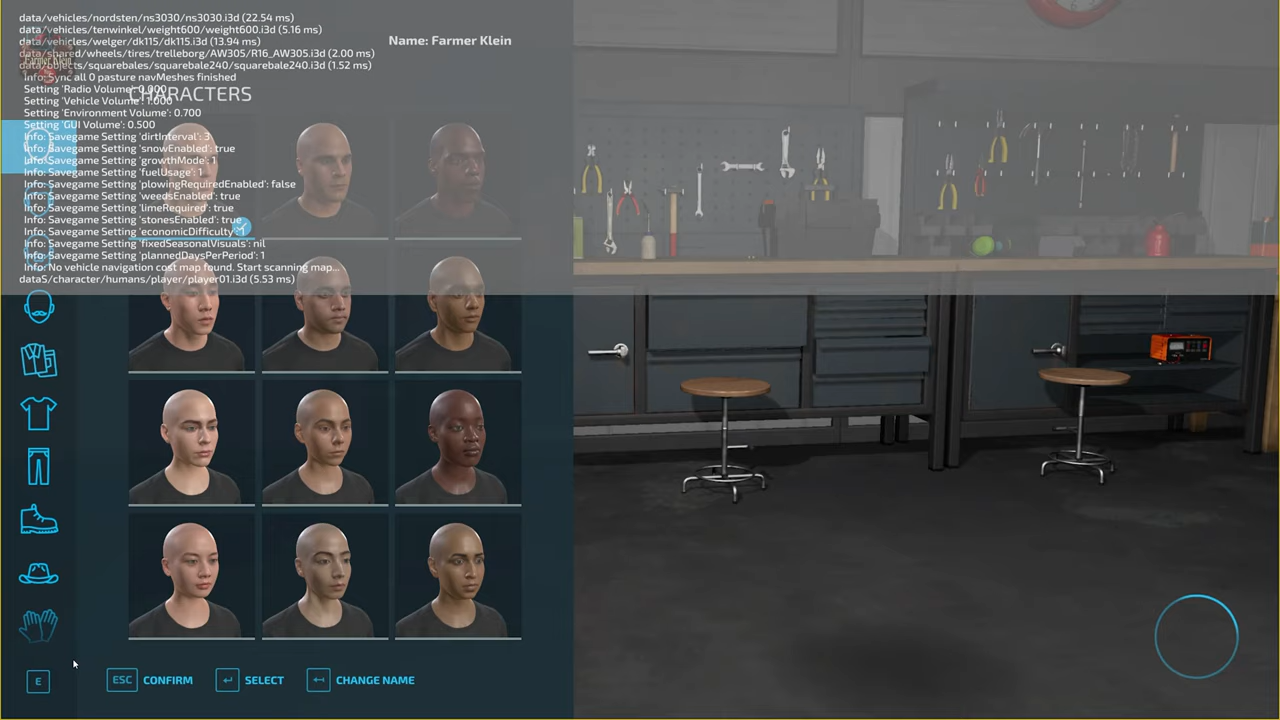 data/vehicles/nordsten/ns3030/ns3030.i3d (22.54 ms)
data/vehicles/tenwinkel/weight600/weight600.i3d (5.16 ms)
data/vehicles/welger/dk115/dk115.i3d (13.94 ms)
data/shared/wheels/tires/trelleborg/AW305/R16_AW305.i3d (2.00 ms)
data/objects/squarebales/squarebale240/squarebale240.i3d (1.52 ms)
Info: Sync all 0 pasture navMeshes finished
Setting 'Radio Volume': 0.000
Setting 'Vehicle Volume': 1.000
Setting 'Environment Volume': 0.700
Setting 'GUI Volume': 0.500
Info: Savegame Setting 'dirtInterval': 3
Info: Savegame Setting 'snowEnabled': true
Info: Savegame Setting 'growthMode': 1
Info: Savegame Setting 'fuelUsage': 1
Info: Savegame Setting 'plowingRequiredEnabled': false
Info: Savegame Setting 'weedsEnabled': true
Info: Savegame Setting 'limeRequired': true
Info: Savegame Setting 'stonesEnabled': true
Info: Savegame Setting 'economicDifficulty': 1
Info: Savegame Setting 'fixedSeasonalVisuals': nil
Info: Savegame Setting 'plannedDaysPerPeriod': 1
Info: No vehicle navigation cost map found. Start scanning map...
dataS/character/humans/player/player01.i3d (5.53 ms)
Name: Farmer Klein
Farmer Klein
CHARACTERS
E
ESC CONFIRM
SELECT
CHANGE NAME